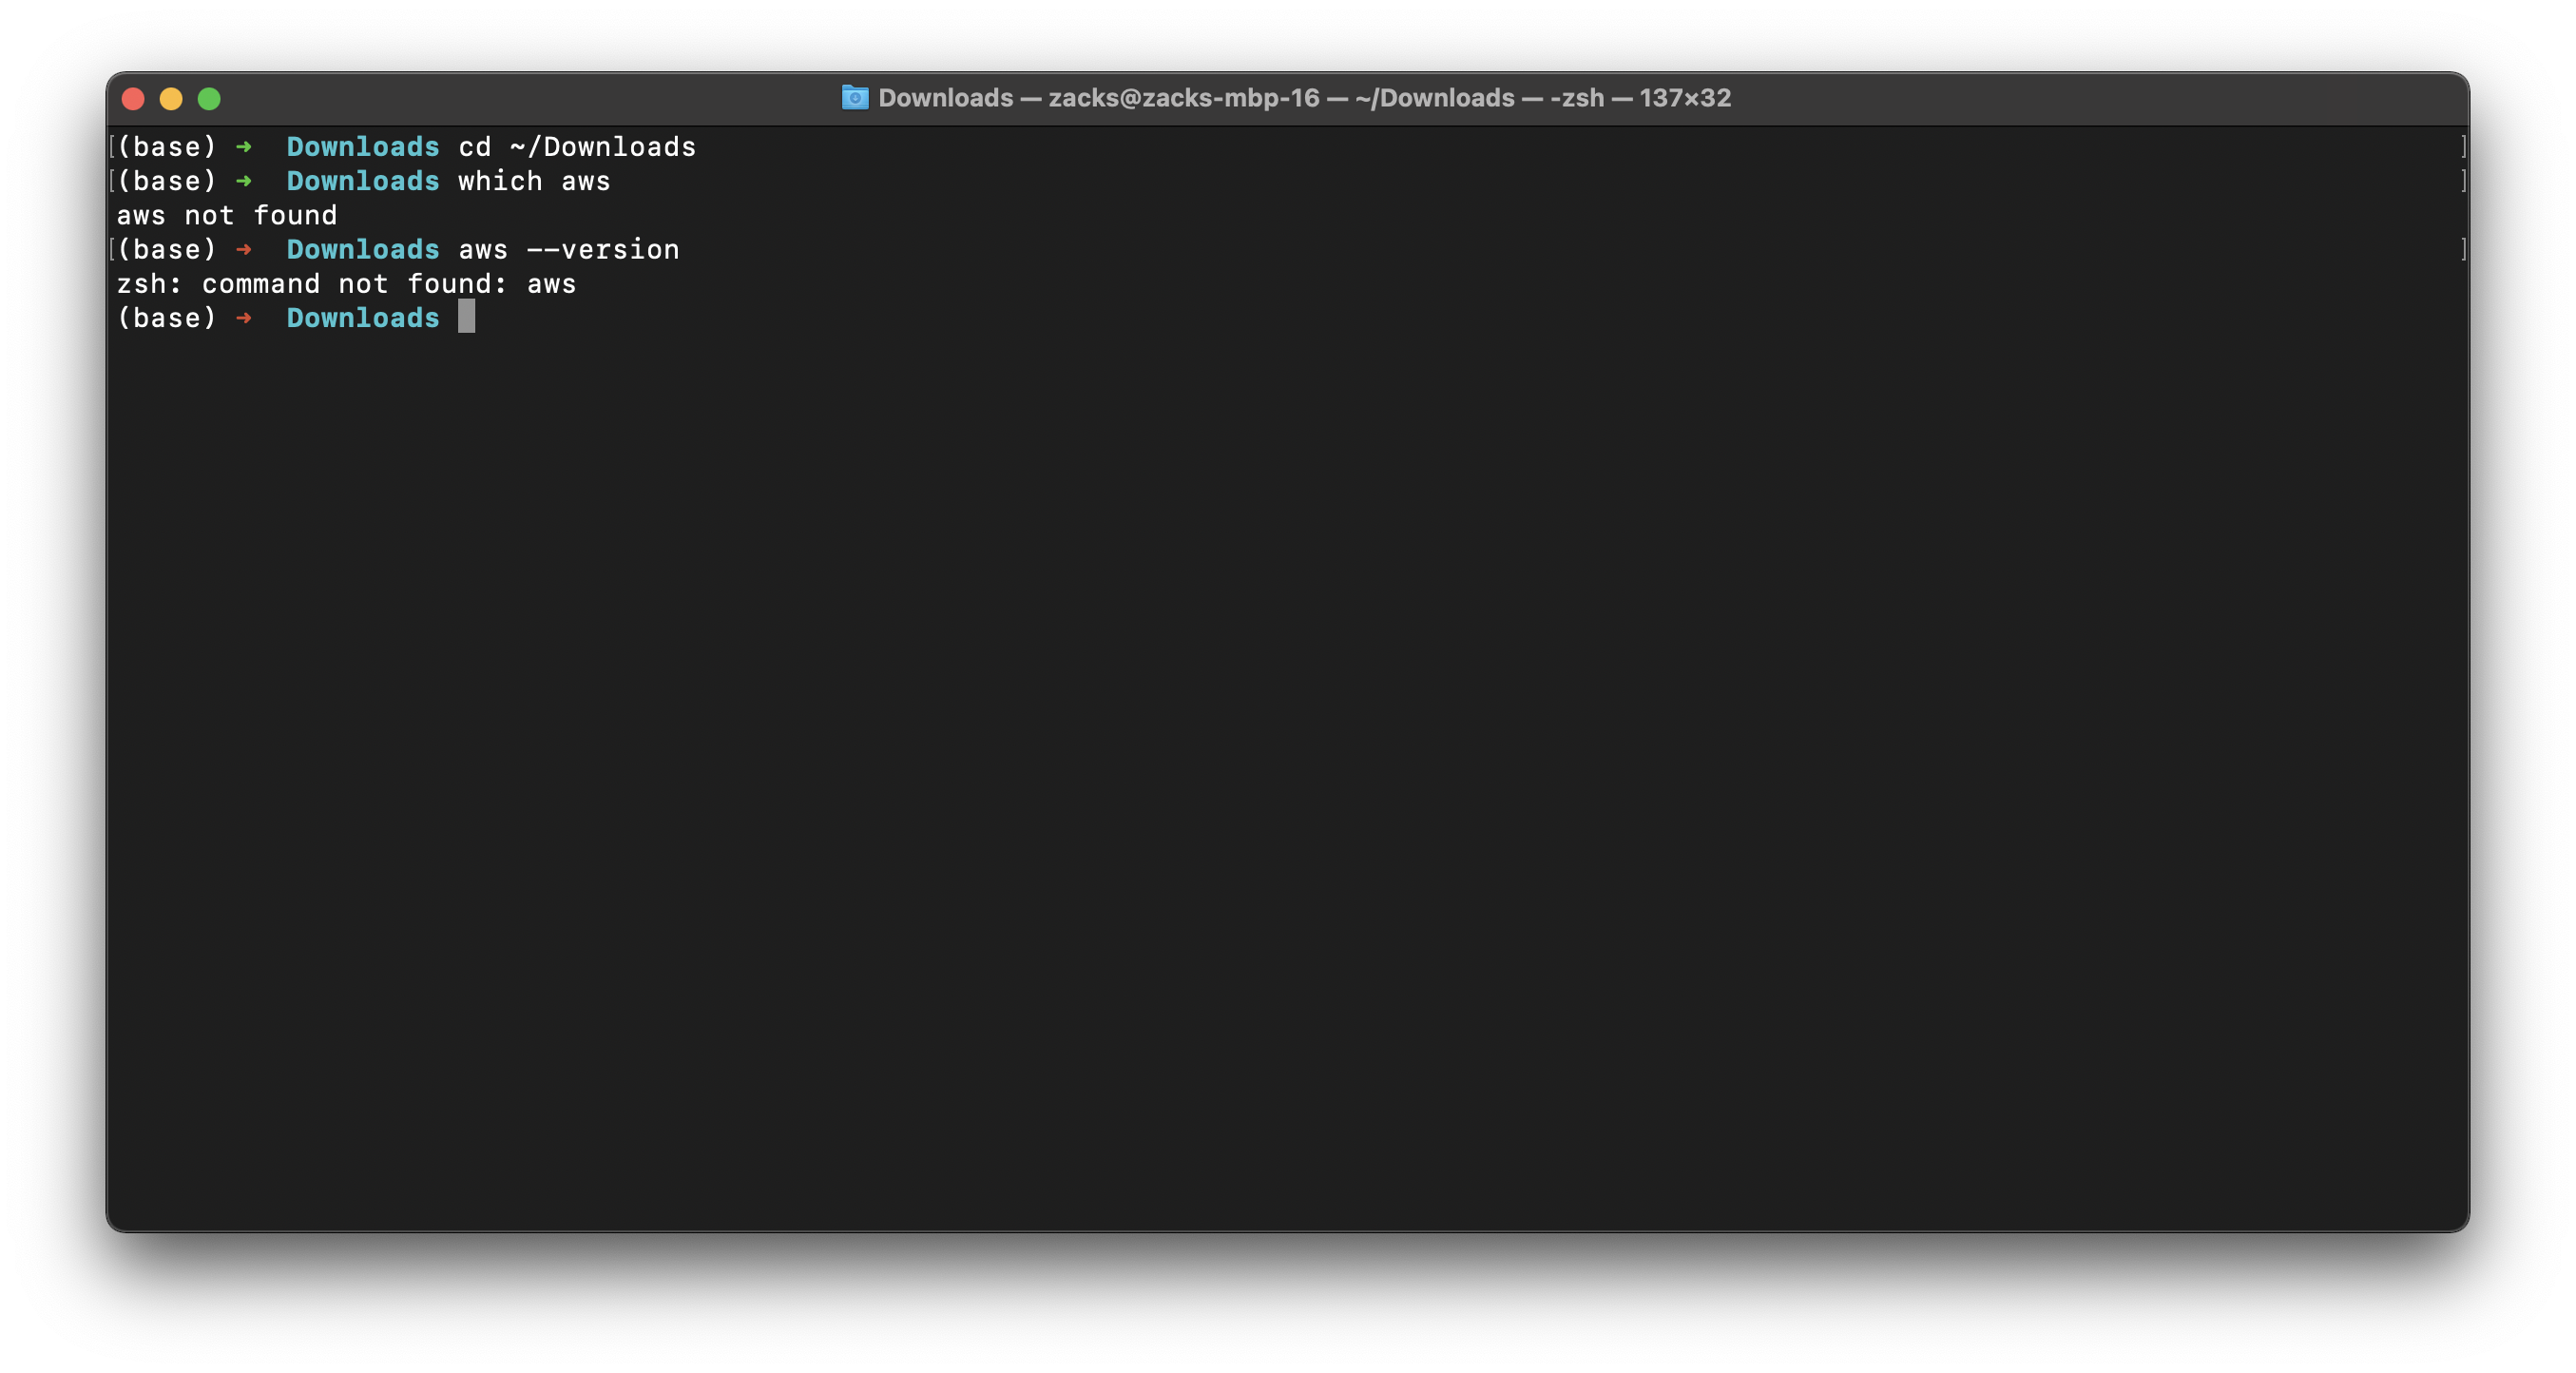 Downloads — zacks@zacks-mbp-16 — ~/Downloads — -zsh — 137×32
[(base) ➜  Downloads cd ~/Downloads ]
[(base) ➜  Downloads which aws ]
aws not found
[(base) ➜  Downloads aws --version ]
zsh: command not found: aws
(base) ➜  Downloads